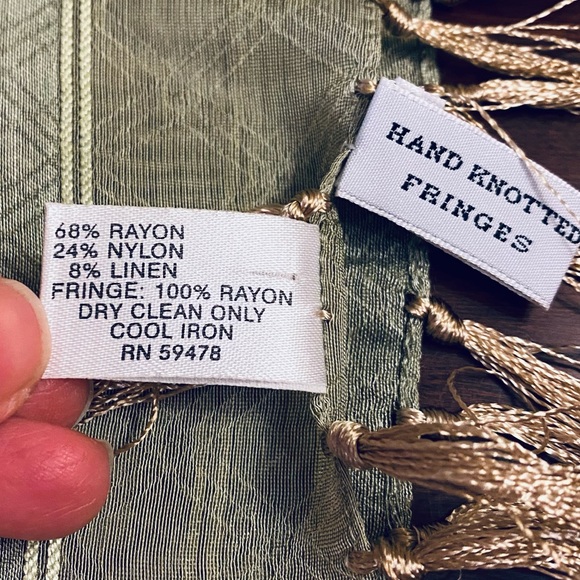 68% RAYON
24% NYLON
8% LINEN
FRINGE: 100% RAYON
DRY CLEAN ONLY
COOL IRON
RN 59478
HAND KNOTTED
FRINGES